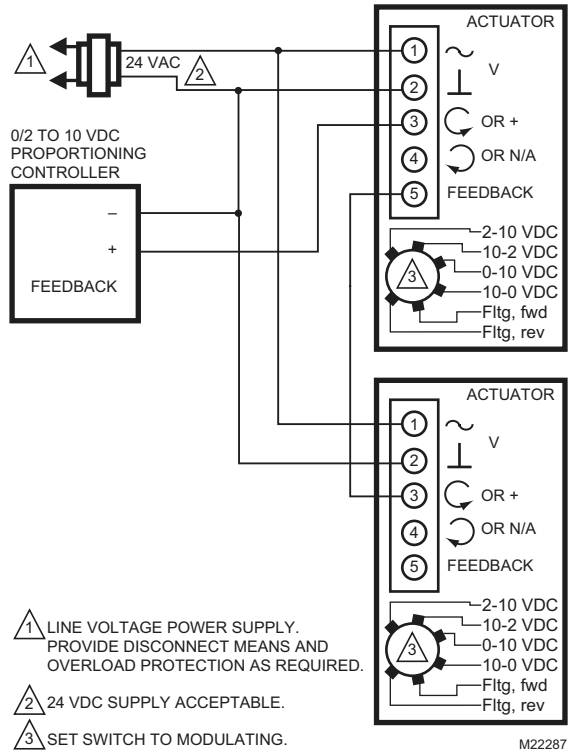 ACTUATOR
1
24 VAC
2
1
V
2
0/2 TO 10 VDC
PROPORTIONING
CONTROLLER
3
OR +
4
OR N/A
5
FEEDBACK
–
+
FEEDBACK
3
2-10 VDC
10-2 VDC
0-10 VDC
10-0 VDC
Fltg, fwd
Fltg, rev
ACTUATOR
1
V
2
3
OR +
4
OR N/A
5
FEEDBACK
3
2-10 VDC
10-2 VDC
0-10 VDC
10-0 VDC
Fltg, fwd
Fltg, rev
1 LINE VOLTAGE POWER SUPPLY.
PROVIDE DISCONNECT MEANS AND
OVERLOAD PROTECTION AS REQUIRED.
2 24 VDC SUPPLY ACCEPTABLE.
3 SET SWITCH TO MODULATING.
M22287